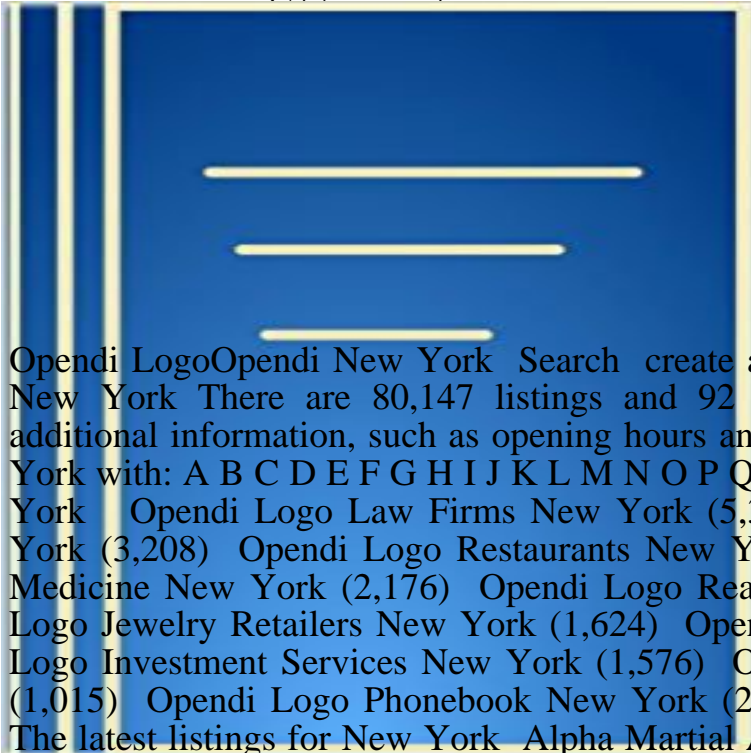 Opendi LogoOpendi New York Search create
New York There are 80,147 listings and 92
additional information, such as opening hours
York with: A B C D E F G H I J K L M N O P Q
York Opendi Logo Law Firms New York
York (3,208) Opendi Logo Restaurants New
Medicine New York (2,176) Opendi Logo
Logo Jewelry Retailers New York (1,624)
Logo Investment Services New York (1,576)
(1,015) Opendi Logo Phonebook New York
The latest listings for New York Alpha Martial